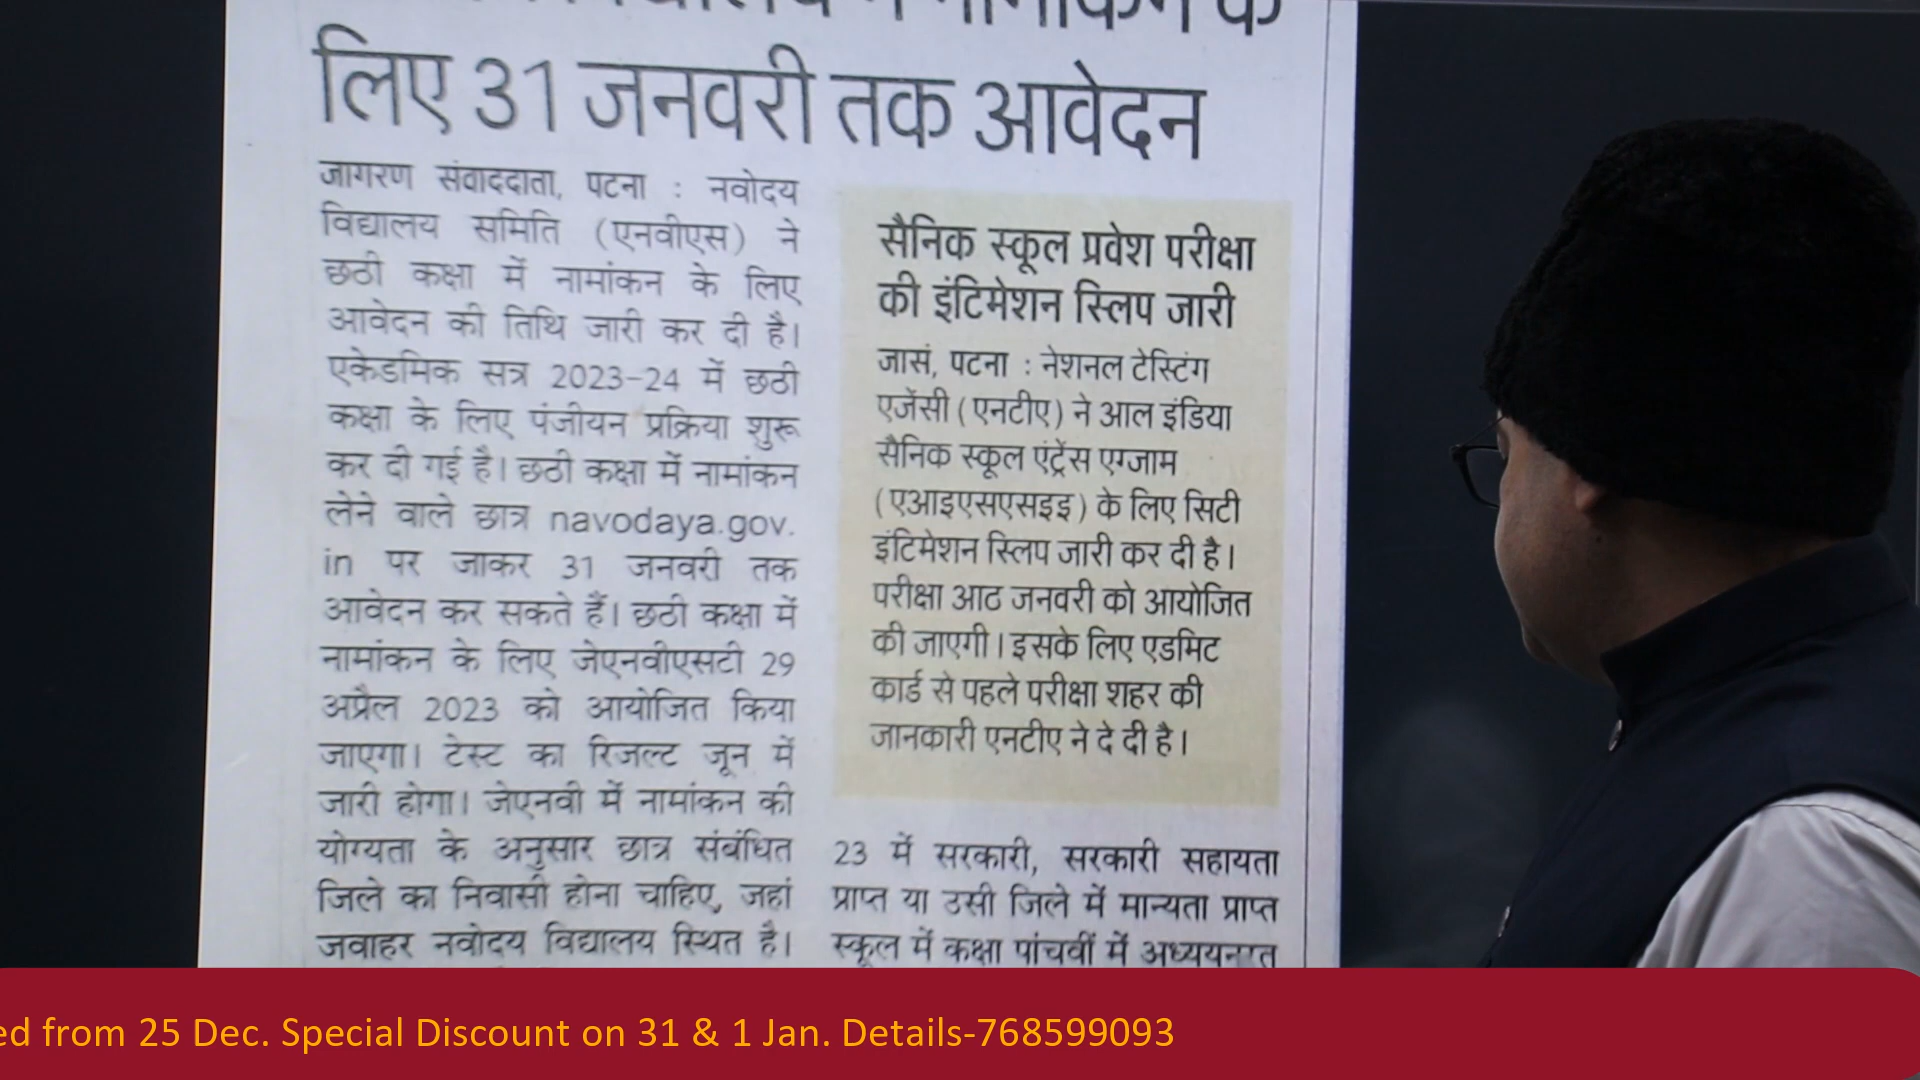 लिए 31 जनवरी तक आवेदन
जागरण संवाददाता, पटना : नवोदय
विद्यालय समिति (एनवीएस) ने
छठी कक्षा में नामांकन के लिए
आवेदन की तिथि जारी कर दी है।
एकेडमिक सत्र 2023-24 में छठी
कक्षा के लिए पंजीयन प्रक्रिया शुरू
कर दी गई है। छठी कक्षा में नामांकन
लेने वाले छात्र navodaya.gov.
in पर जाकर 31 जनवरी तक
आवेदन कर सकते हैं। छठी कक्षा में
नामांकन के लिए जेएनवीएसटी 29
अप्रैल 2023 को आयोजित किया
जाएगा। टेस्ट का रिजल्ट जून में
जारी होगा। जेएनवी में नामांकन की
योग्यता के अनुसार छात्र संबंधित
जिले का निवासी होना चाहिए, जहां
जवाहर नवोदय विद्यालय स्थित है।
सैनिक स्कूल प्रवेश परीक्षा
की इंटिमेशन स्लिप जारी
जासं, पटना : नेशनल टेस्टिंग
एजेंसी (एनटीए) ने आल इंडिया
सैनिक स्कूल एंट्रेंस एग्जाम
(एआइएसएसइइ) के लिए सिटी
इंटिमेशन स्लिप जारी कर दी है।
परीक्षा आठ जनवरी को आयोजित
की जाएगी। इसके लिए एडमिट
कार्ड से पहले परीक्षा शहर की
जानकारी एनटीए ने दे दी है।
23 में सरकारी, सरकारी सहायता
प्राप्त या उसी जिले में मान्यता प्राप्त
स्कूल में कक्षा पांचवीं में अध्ययनरत
ed from 25 Dec. Special Discount on 31 & 1 Jan. Details-768599093